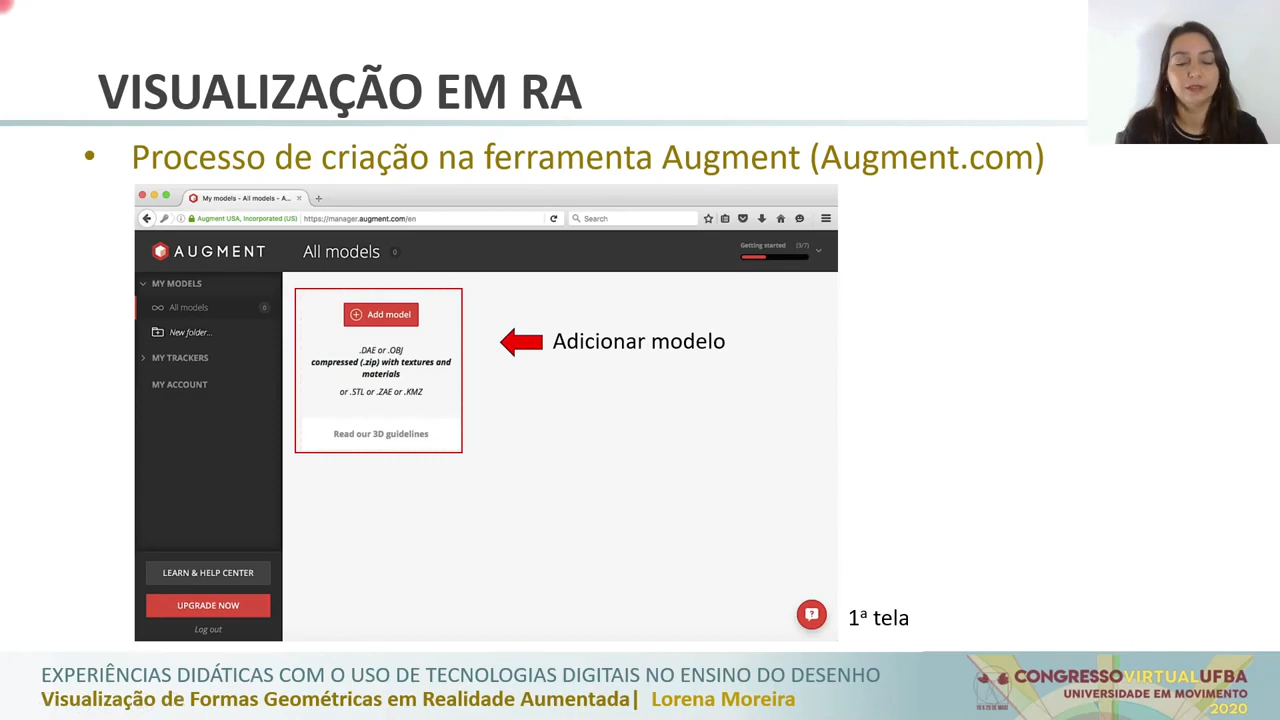 VISUALIZAÇÃO EM RA
• Processo de criação na ferramenta Augment (Augment.com)
My models - All models - A...
Augment USA, Incorporated (US)
https://manager.augment.com/en
Search
AUGMENT
All models 0
Getting started (3/7)
MY MODELS
All models 0
New folder...
MY TRACKERS
MY ACCOUNT
Add model
.DAE or .OBJ
compressed (.zip) with textures and
materials
or .STL or .ZAE or .KMZ
Read our 3D guidelines
Adicionar modelo
LEARN & HELP CENTER
UPGRADE NOW
Log out
1ª tela
EXPERIÊNCIAS DIDÁTICAS COM O USO DE TECNOLOGIAS DIGITAIS NO ENSINO DO DESENHO
Visualização de Formas Geométricas em Realidade Aumentada| Lorena Moreira
CONGRESSOVIRTUALUFBA
UNIVERSIDADE EM MOVIMENTO
2020